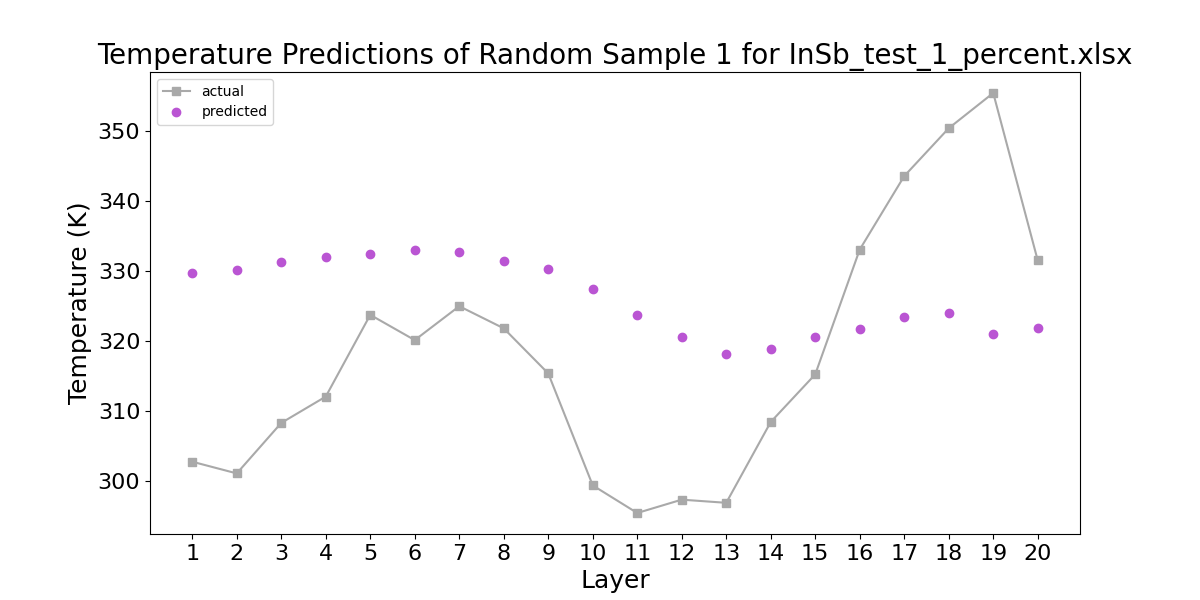 Temperature Predictions of Random Sample 1 for InSb_test_1_percent.xlsx
actual
predicted
Temperature (K)
350
340
330
320
310
300
1 2 3 4 5 6 7 8 9 10 11 12 13 14 15 16 17 18 19 20
Layer